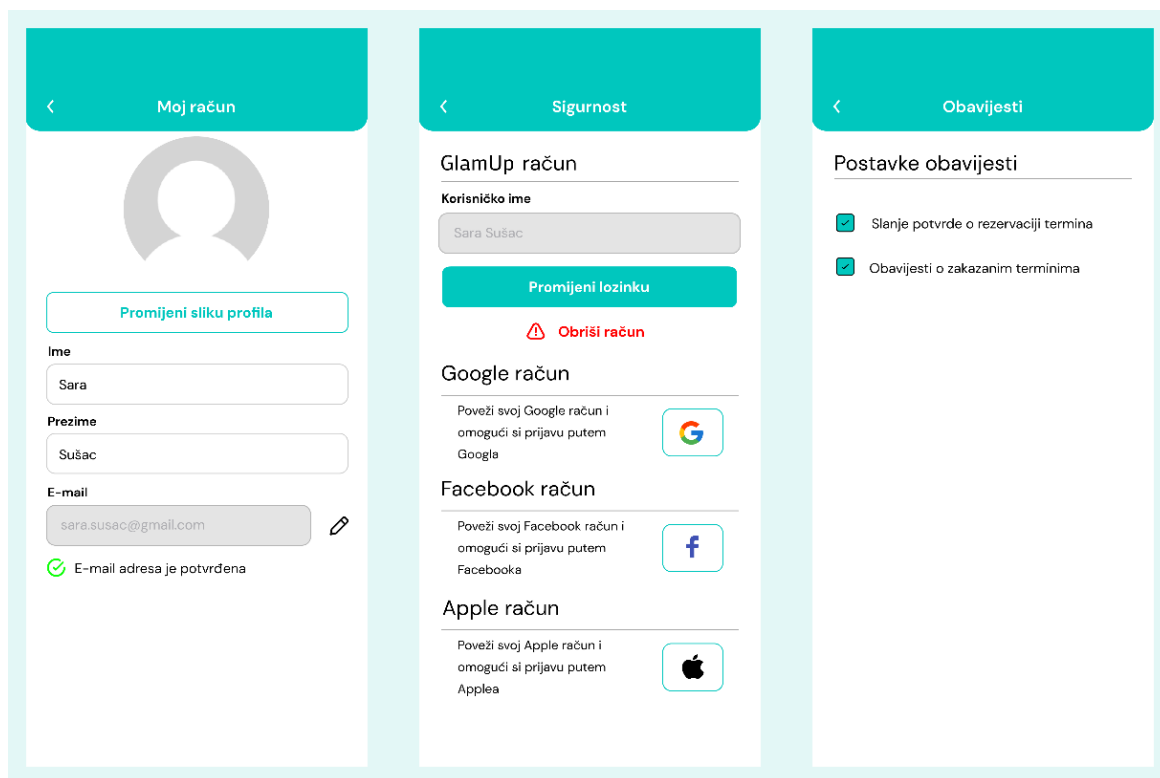 Moj račun
Promijeni sliku profila
Ime
Sara
Prezime
Sušac
E-mail
sara.susac@gmail.com
E-mail adresa je potvrđena
Sigurnost
GlamUp račun
Korisničko ime
Sara Sušac
Promijeni lozinku
Obriši račun
Google račun
Poveži svoj Google račun i
omogući si prijavu putem
Googla
Facebook račun
Poveži svoj Facebook račun i
omogući si prijavu putem
Facebooka
Apple račun
Poveži svoj Apple račun i
omogući si prijavu putem
Applea
Obavijesti
Postavke obavijesti
Slanje potvrde o rezervaciji termina
Obavijesti o zakazanim terminima